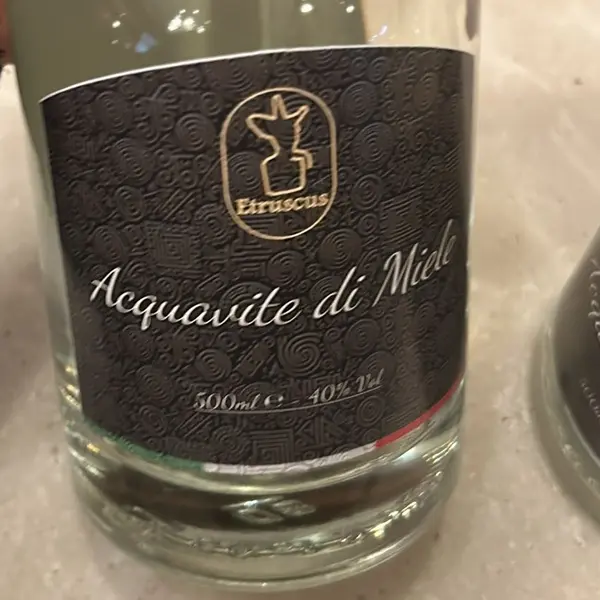 Etruscus
Acquavite di Miele
500ml ℮ - 40% Vol